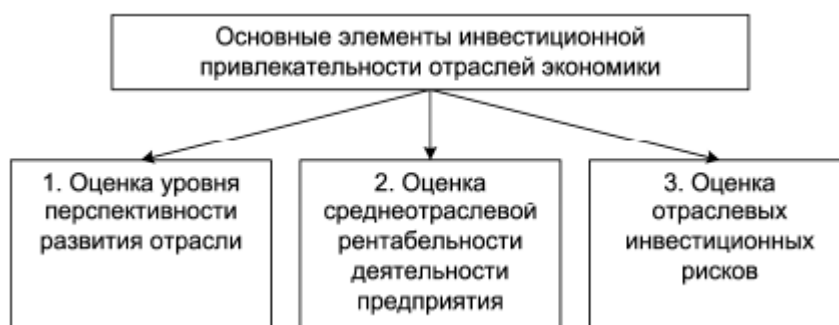 Основные элементы инвестиционной
привлекательности отраслей экономики
1. Оценка уровня
перспективности
развития отрасли
2. Оценка
среднеотраслевой
рентабельности
деятельности
предприятия
3. Оценка
отраслевых
инвестиционных
рисков